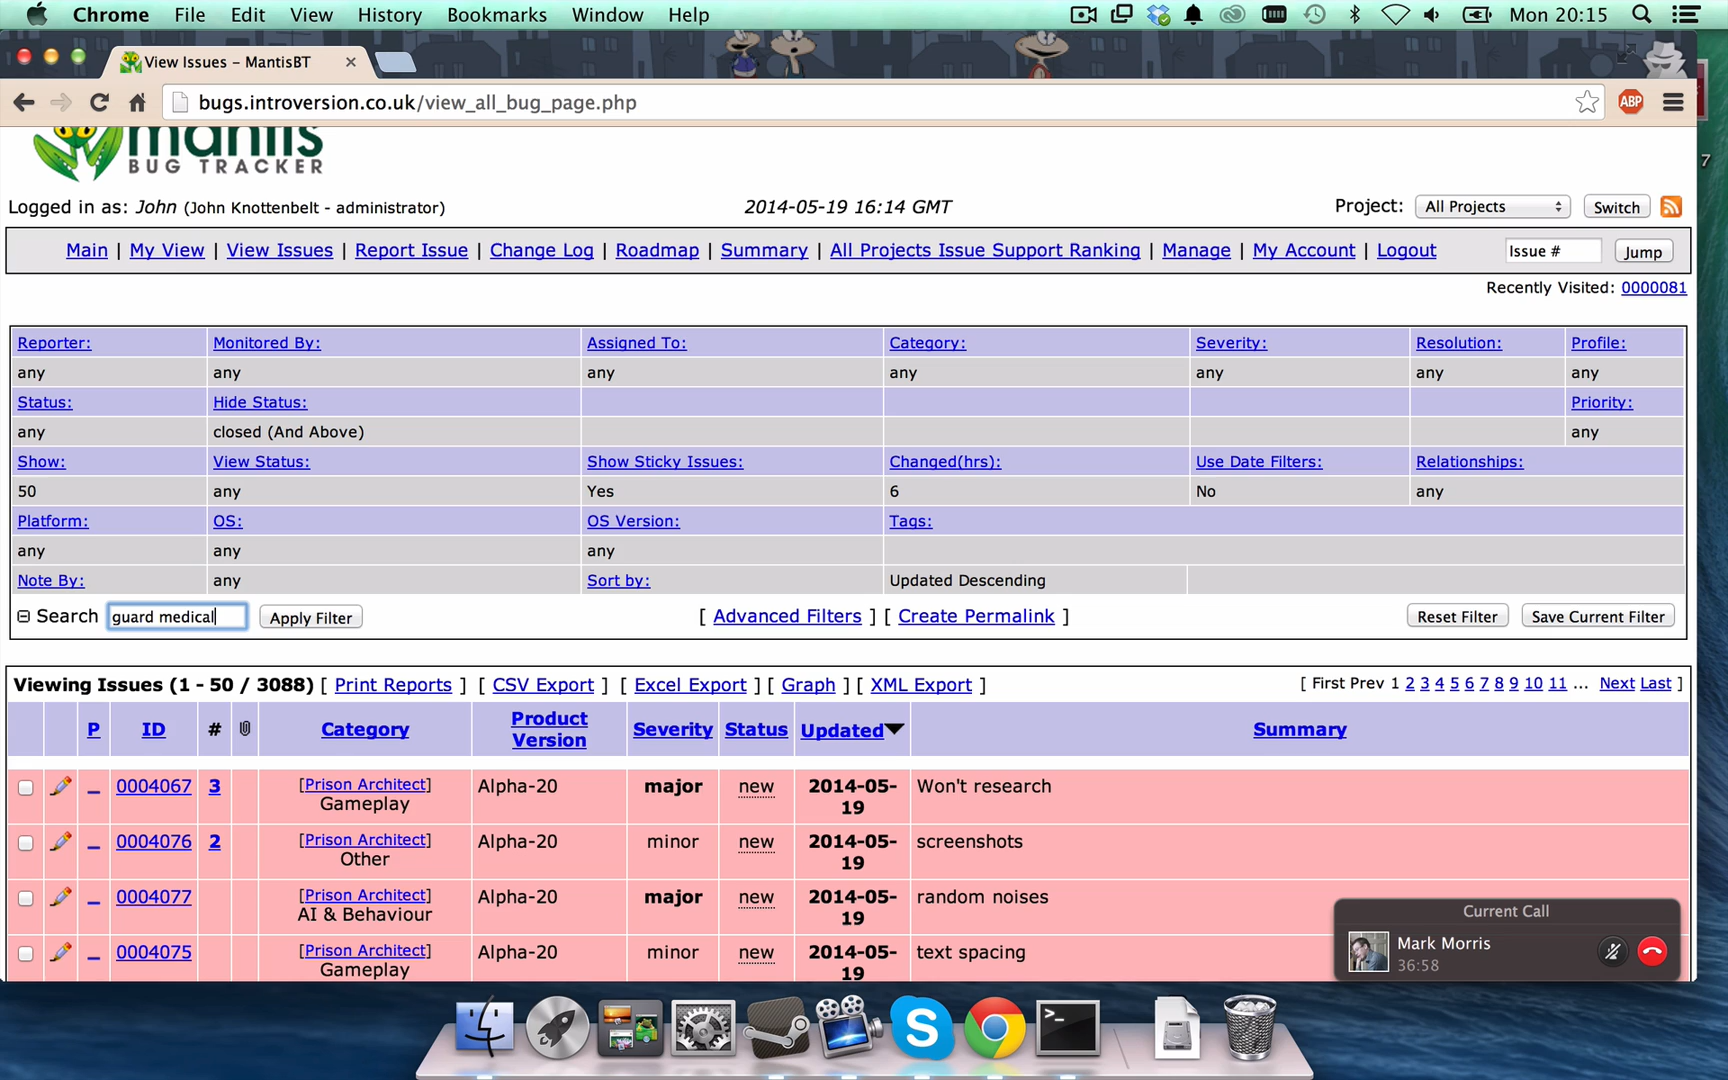 Chrome File Edit View History Bookmarks Window Help Mon 20:15
View Issues – MantisBT
bugs.introversion.co.uk/view_all_bug_page.php ABP
7
mantis
BUG TRACKER
Logged in as: John (John Knottenbelt - administrator) 2014-05-19 16:14 GMT Project: All Projects Switch
Main | My View | View Issues | Report Issue | Change Log | Roadmap | Summary | All Projects Issue Support Ranking | Manage | My Account | Logout Issue # Jump
Recently Visited: 0000081
Reporter: Monitored By: Assigned To: Category: Severity: Resolution: Profile:
any any any any any any any
Status: Hide Status: Priority:
any closed (And Above) any
Show: View Status: Show Sticky Issues: Changed(hrs): Use Date Filters: Relationships:
50 any Yes 6 No any
Platform: OS: OS Version: Tags:
any any any
Note By: any Sort by: Updated Descending
Search guard medical Apply Filter [ Advanced Filters ] [ Create Permalink ] Reset Filter Save Current Filter
Viewing Issues (1 - 50 / 3088) [ Print Reports ] [ CSV Export ] [ Excel Export ] [ Graph ] [ XML Export ] [ First Prev 1 2 3 4 5 6 7 8 9 10 11 ... Next Last ]
P ID # Category Product Version Severity Status Updated Summary
0004067 3 [Prison Architect] Alpha-20 major new 2014-05- Won't research
Gameplay 19
0004076 2 [Prison Architect] Alpha-20 minor new 2014-05- screenshots
Other 19
0004077 [Prison Architect] Alpha-20 major new 2014-05- random noises
AI & Behaviour 19
0004075 [Prison Architect] Alpha-20 minor new 2014-05- text spacing
Gameplay 19
Current Call
Mark Morris
36:58